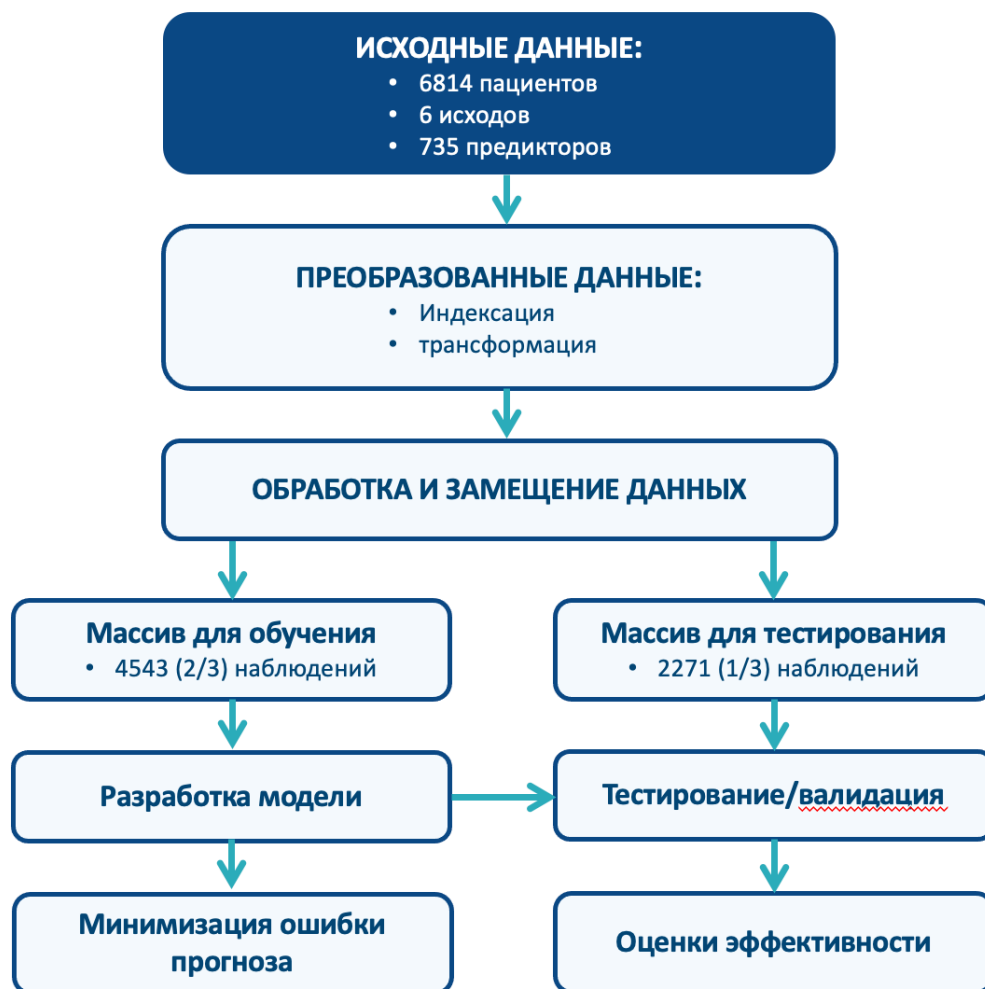 ИСХОДНЫЕ ДАННЫЕ:
• 6814 пациентов
• 6 исходов
• 735 предикторов
ПРЕОБРАЗОВАННЫЕ ДАННЫЕ:
• Индексация
• трансформация
ОБРАБОТКА И ЗАМЕЩЕНИЕ ДАННЫХ
Массив для обучения
• 4543 (2/3) наблюдений
Массив для тестирования
• 2271 (1/3) наблюдений
Разработка модели
Тестирование/валидация
Минимизация ошибки
прогноза
Оценки эффективности